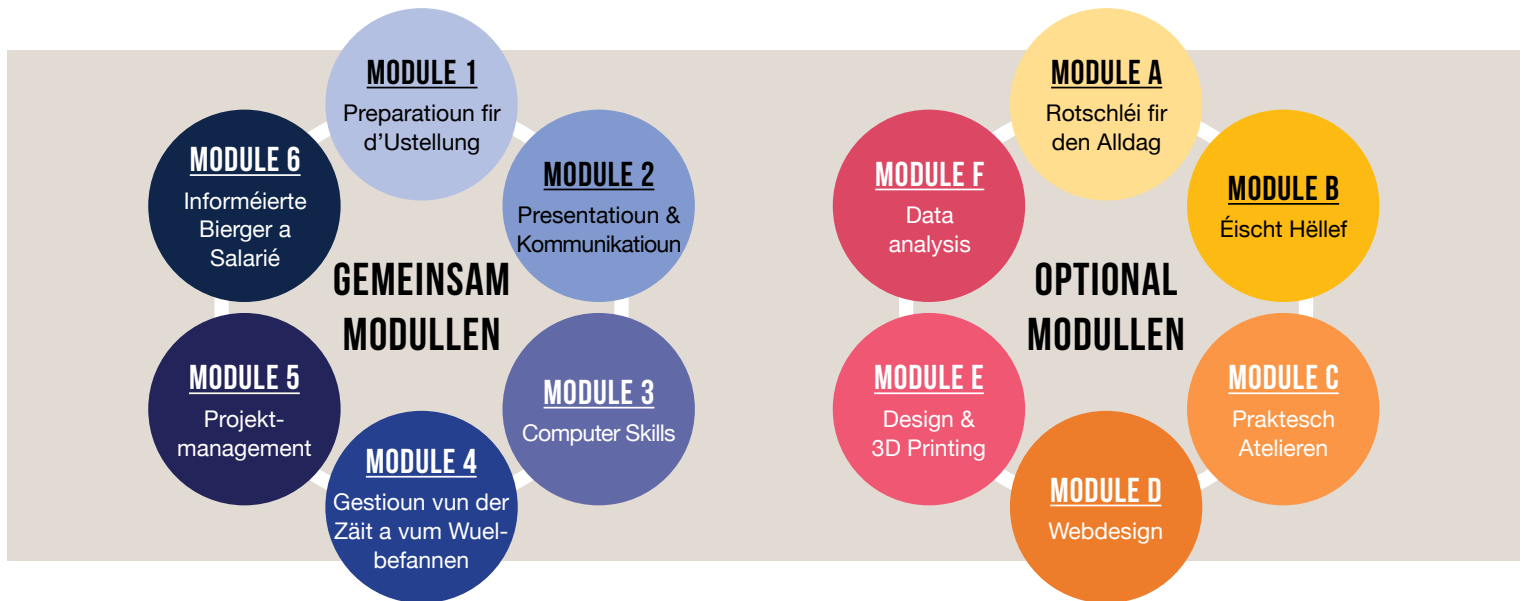 MODULE 1
Preparatioun fir
d'Ustellung
MODULE 2
Presentatioun &
Kommunikatioun
MODULE 3
Computer Skills
MODULE 4
Gestioun vun der
Zäit a vum Wuel-
befannen
MODULE 5
Projekt-
management
MODULE 6
Informéierte
Bierger a
Salarié
GEMEINSAM
MODULLEN
MODULE A
Rotschléi fir
den Alldag
MODULE B
Éischt Hëllef
MODULE C
Praktesch
Atelieren
MODULE D
Webdesign
MODULE E
Design &
3D Printing
MODULE F
Data
analysis
OPTIONAL
MODULLEN